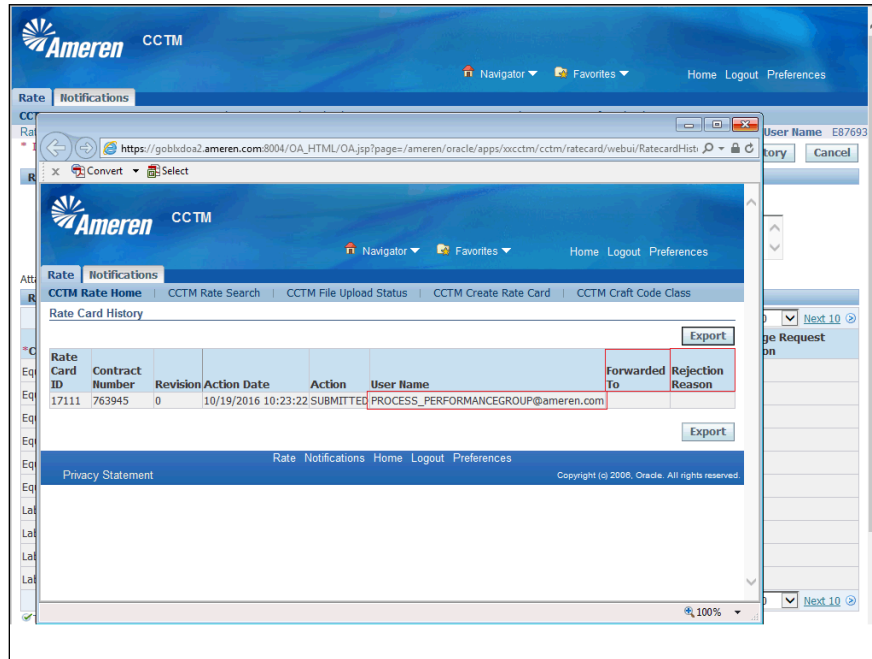 Ameren CCTM
Navigator Favorites Home Logout Preferences
Rate Notifications
User Name E87693
tory Cancel
https://goblxdoa2.ameren.com:8004/OA_HTML/OA.jsp?page=/ameren/oracle/apps/xxcctm/cctm/ratecard/webui/RatecardHist
x Convert Select
Ameren CCTM
Navigator Favorites Home Logout Preferences
Rate Notifications
CCTM Rate Home | CCTM Rate Search | CCTM File Upload Status | CCTM Create Rate Card | CCTM Craft Code Class
Rate Card History
Export
Rate Card ID Contract Number Revision Action Date Action User Name Forwarded To Rejection Reason
17111 763945 0 10/19/2016 10:23:22 SUBMITTED PROCESS_PERFORMANCEGROUP@ameren.com
Export
Rate Notifications Home Logout Preferences
Privacy Statement Copyright (c) 2006, Oracle. All rights reserved.
100%
Next 10
ge Request
on
Next 10